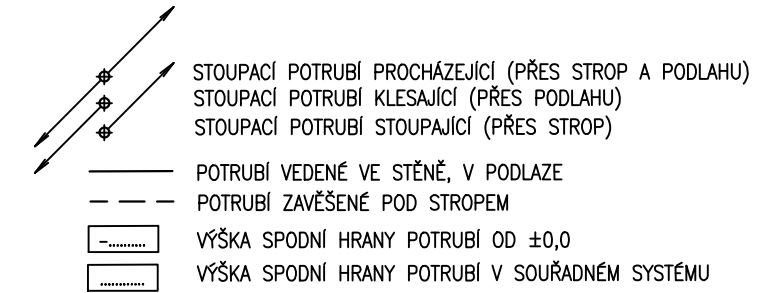 STOUPACÍ POTRUBÍ PROCHÁZEJÍCÍ (PŘES STROP A PODLAHU)
STOUPACÍ POTRUBÍ KLESAJÍCÍ (PŘES PODLAHU)
STOUPACÍ POTRUBÍ STOUPAJÍCÍ (PŘES STROP)
POTRUBÍ VEDENÉ VE STĚNĚ, V PODLAZE
POTRUBÍ ZAVĚŠENÉ POD STROPEM
-.......... VÝŠKA SPODNÍ HRANY POTRUBÍ OD ±0,0
............ VÝŠKA SPODNÍ HRANY POTRUBÍ V SOUŘADNÉM SYSTÉMU